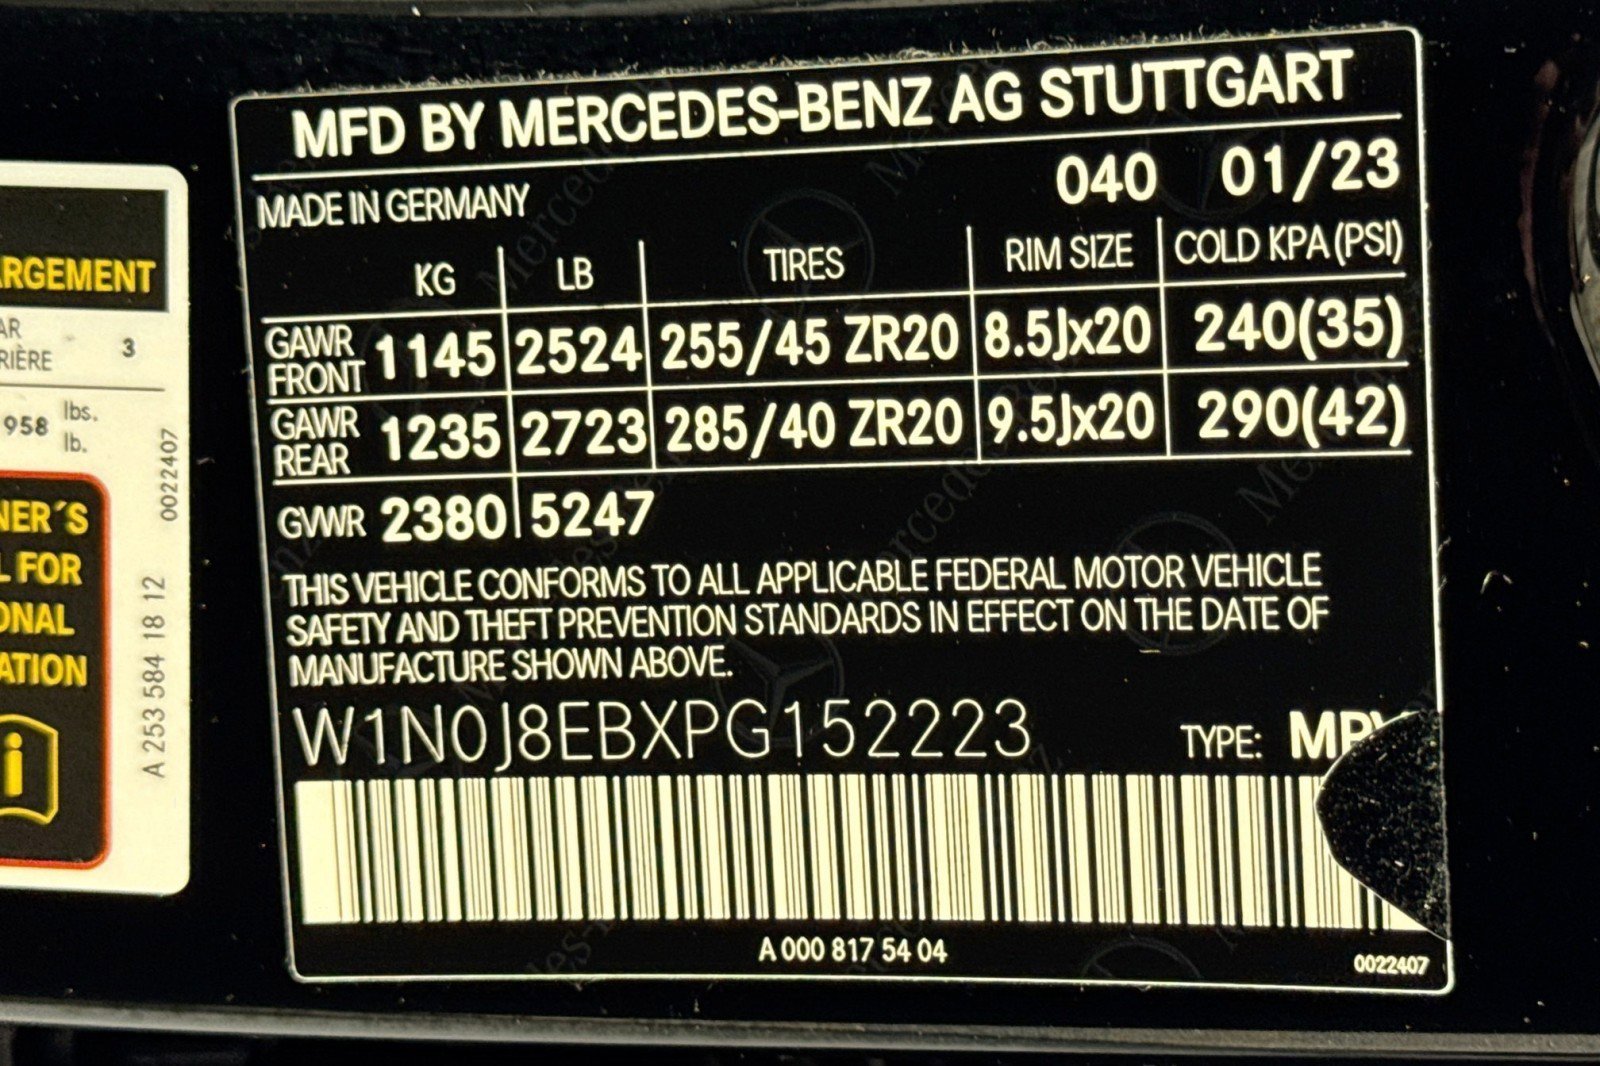 MFD BY MERCEDES-BENZ AG STUTTGART
MADE IN GERMANY 040 01/23
KG LB TIRES RIM SIZE COLD KPA (PSI)
GAWR FRONT 1145 2524 255/45 ZR20 8.5Jx20 240(35)
GAWR REAR 1235 2723 285/40 ZR20 9.5Jx20 290(42)
GVWR 2380 5247
THIS VEHICLE CONFORMS TO ALL APPLICABLE FEDERAL MOTOR VEHICLE
SAFETY AND THEFT PREVENTION STANDARDS IN EFFECT ON THE DATE OF
MANUFACTURE SHOWN ABOVE.
W1N0J8EBXPG152223 TYPE: MPV
A 000 817 54 04
0022407
ARGEMENT
AR
RIÈRE 3
958 lbs.
lb.
NER´S
L FOR
ONAL
ATION
i
A 253 584 18 12 0022407